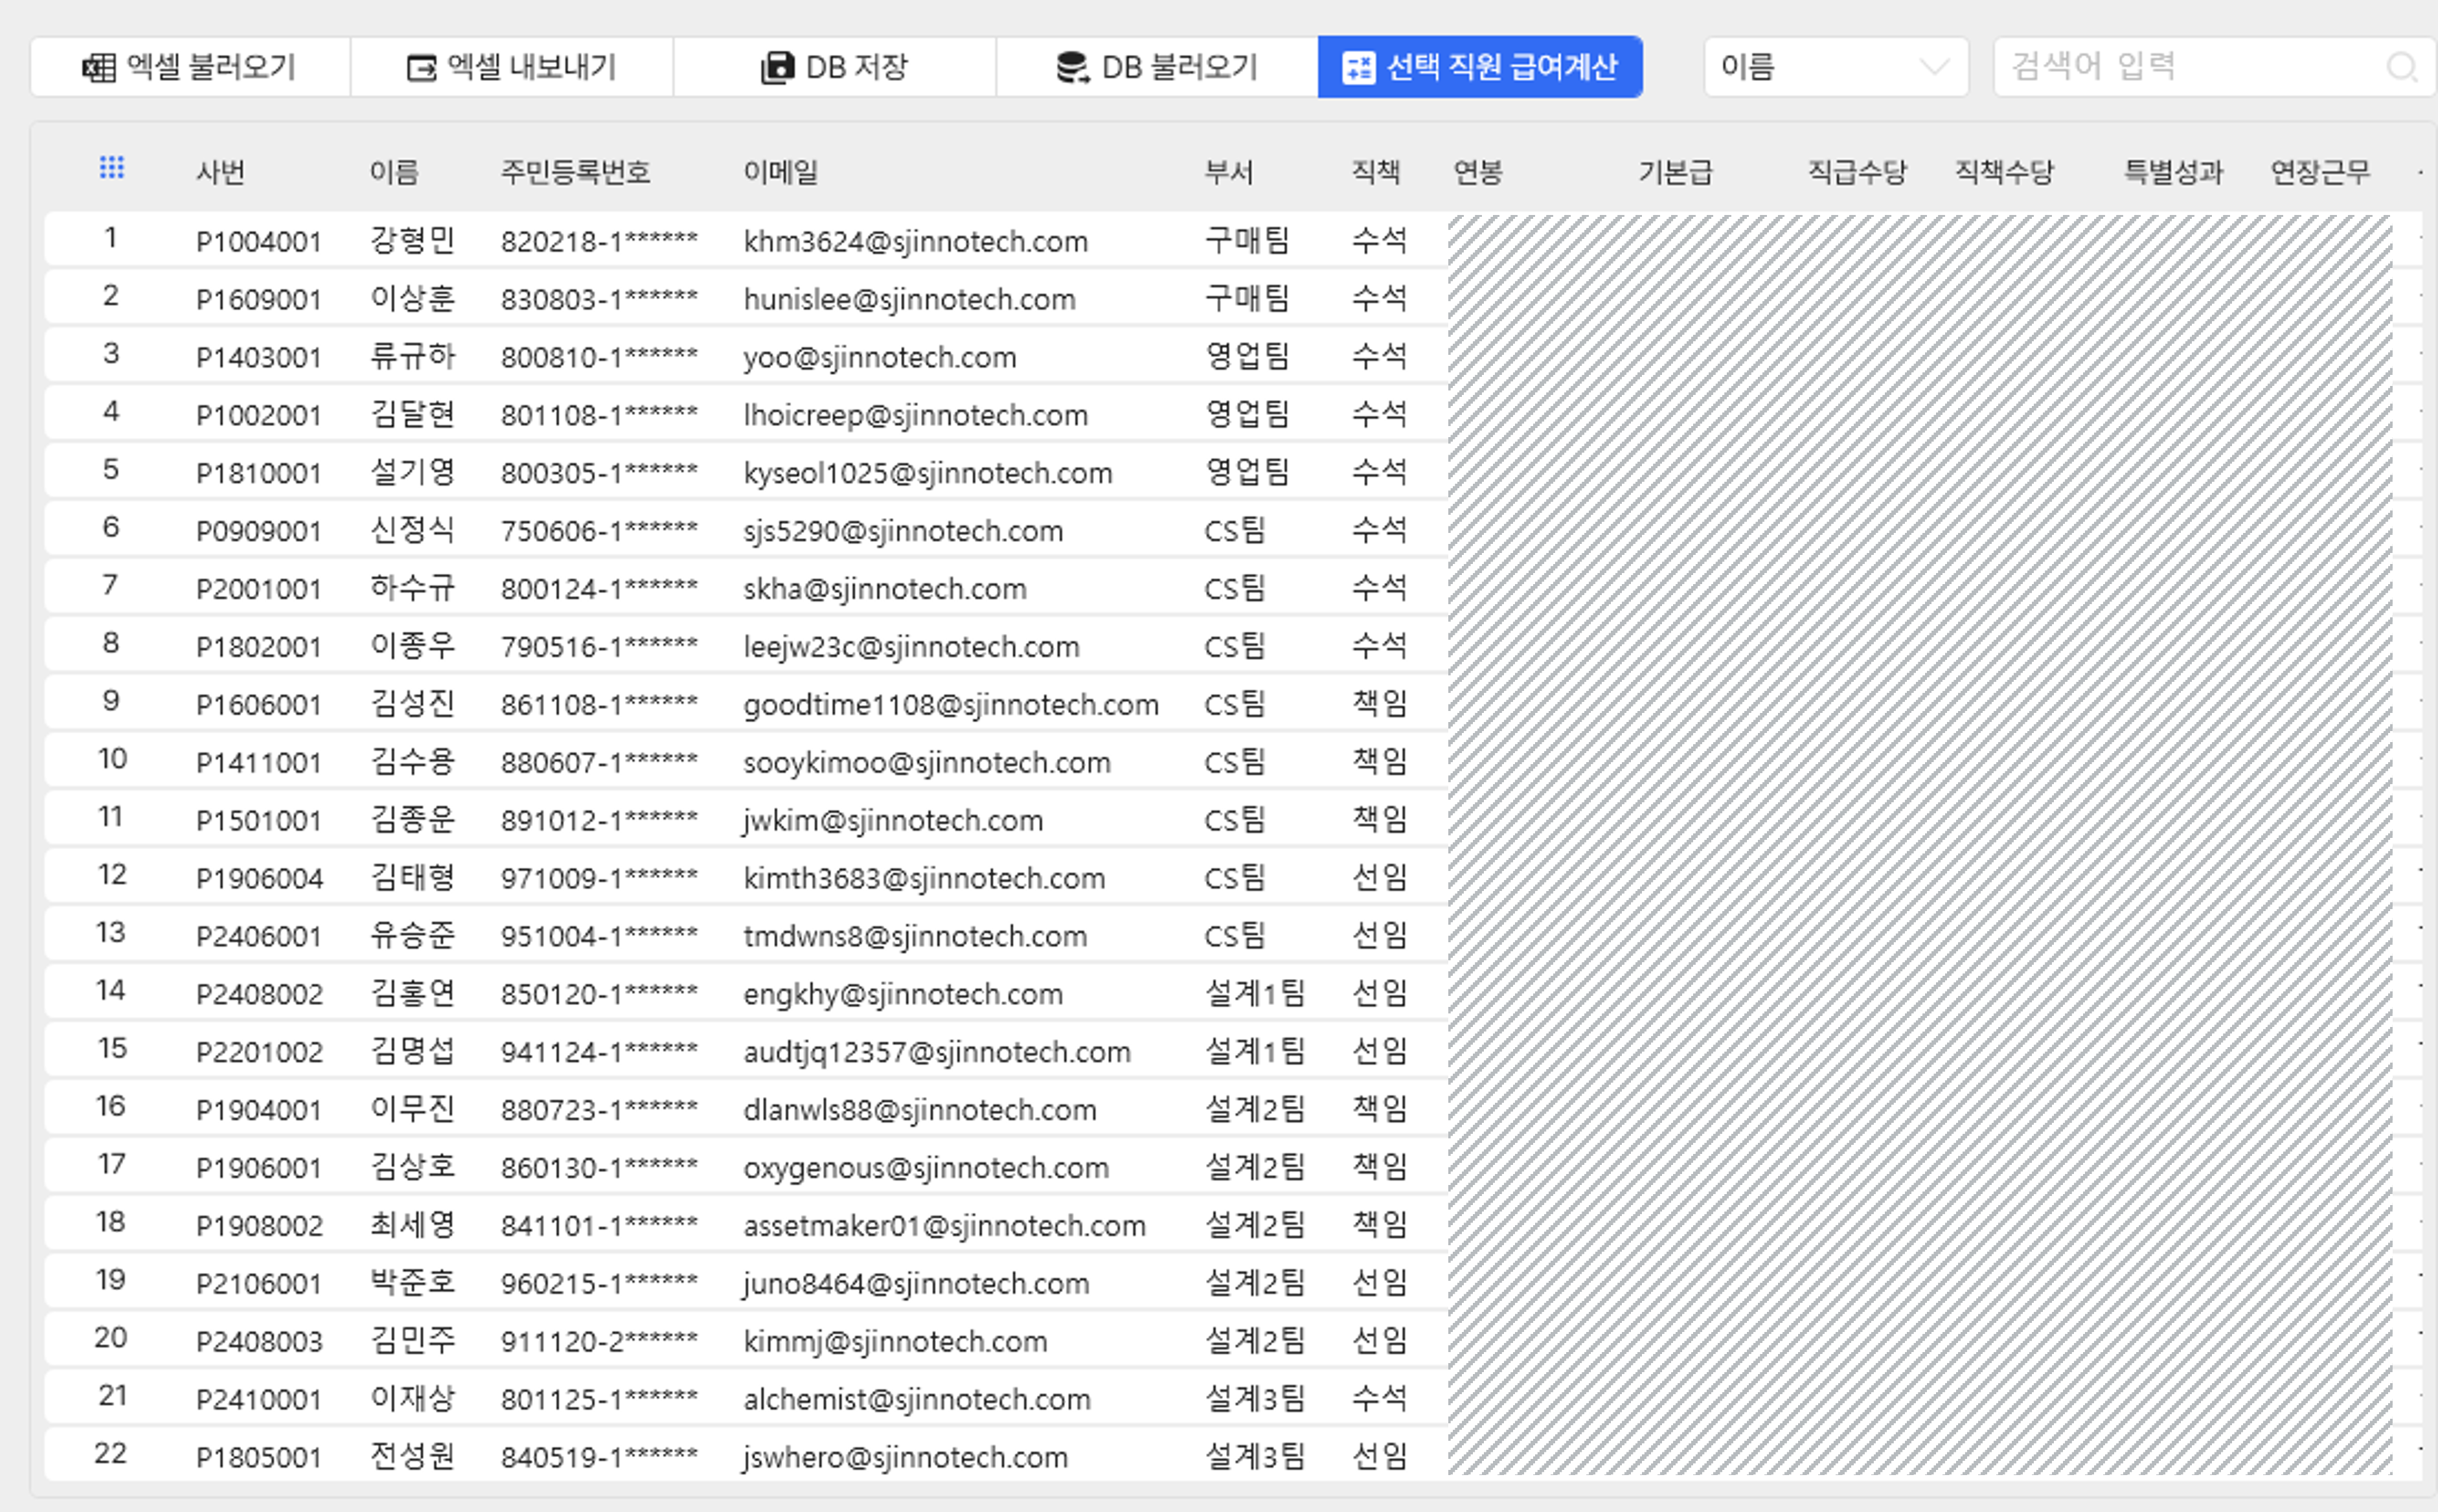 엑셀 불러오기 엑셀 내보내기 DB 저장 DB 불러오기 선택 직원 급여계산 이름 검색어 입력
사번 이름 주민등록번호 이메일 부서 직책 연봉 기본급 직급수당 직책수당 특별성과 연장근무
1 P1004001 강형민 820218-1****** khm3624@sjinnotech.com 구매팀 수석
2 P1609001 이상훈 830803-1****** hunislee@sjinnotech.com 구매팀 수석
3 P1403001 류규하 800810-1****** yoo@sjinnotech.com 영업팀 수석
4 P1002001 김달현 801108-1****** lhoicreep@sjinnotech.com 영업팀 수석
5 P1810001 설기영 800305-1****** kyseol1025@sjinnotech.com 영업팀 수석
6 P0909001 신정식 750606-1****** sjs5290@sjinnotech.com CS팀 수석
7 P2001001 하수규 800124-1****** skha@sjinnotech.com CS팀 수석
8 P1802001 이종우 790516-1****** leejw23c@sjinnotech.com CS팀 수석
9 P1606001 김성진 861108-1****** goodtime1108@sjinnotech.com CS팀 책임
10 P1411001 김수용 880607-1****** sooykimoo@sjinnotech.com CS팀 책임
11 P1501001 김종운 891012-1****** jwkim@sjinnotech.com CS팀 책임
12 P1906004 김태형 971009-1****** kimth3683@sjinnotech.com CS팀 선임
13 P2406001 유승준 951004-1****** tmdwns8@sjinnotech.com CS팀 선임
14 P2408002 김홍연 850120-1****** engkhy@sjinnotech.com 설계1팀 선임
15 P2201002 김명섭 941124-1****** audtjq12357@sjinnotech.com 설계1팀 선임
16 P1904001 이무진 880723-1****** dlanwls88@sjinnotech.com 설계2팀 책임
17 P1906001 김상호 860130-1****** oxygenous@sjinnotech.com 설계2팀 책임
18 P1908002 최세영 841101-1****** assetmaker01@sjinnotech.com 설계2팀 책임
19 P2106001 박준호 960215-1****** juno8464@sjinnotech.com 설계2팀 선임
20 P2408003 김민주 911120-2****** kimmj@sjinnotech.com 설계2팀 선임
21 P2410001 이재상 801125-1****** alchemist@sjinnotech.com 설계3팀 수석
22 P1805001 전성원 840519-1****** jswhero@sjinnotech.com 설계3팀 선임